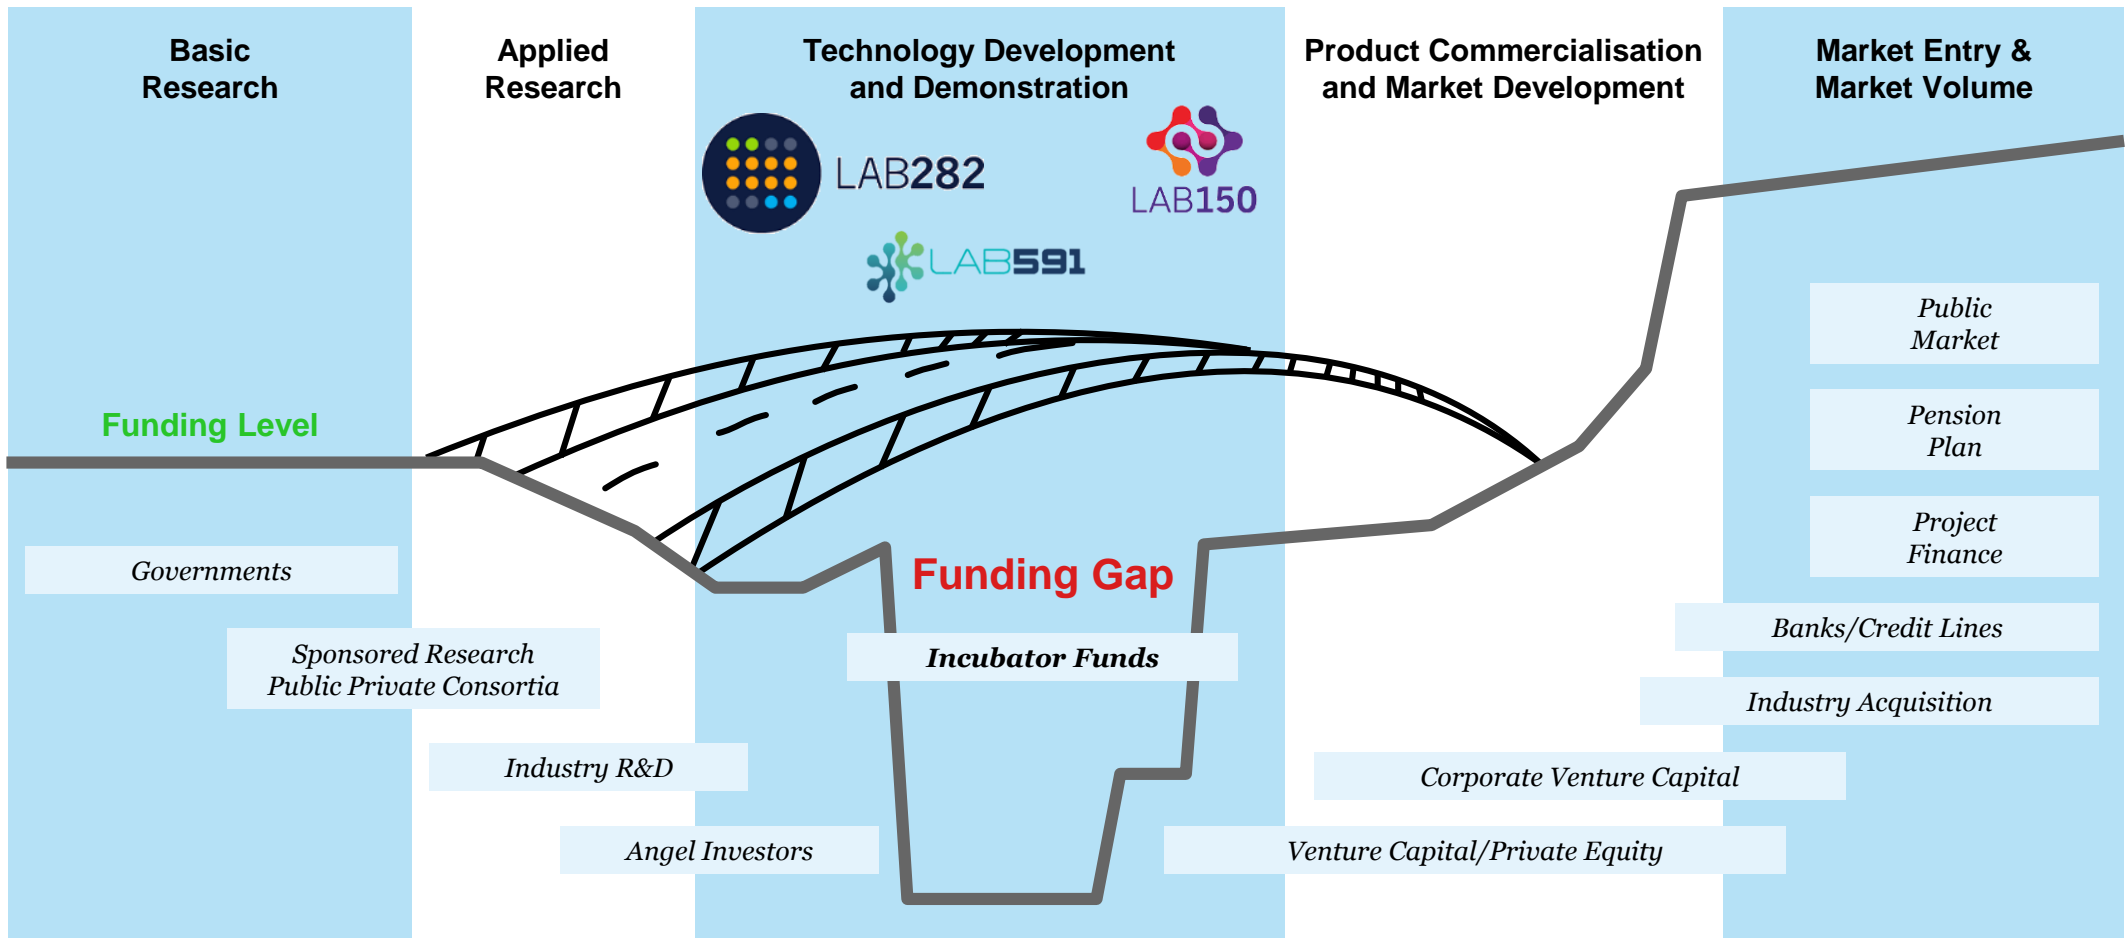 Basic
Research
Applied
Research
Technology Development
and Demonstration
Product Commercialisation
and Market Development
Market Entry &
Market Volume
LAB282
LAB150
LAB591
Funding Level
Funding Gap
Governments
Sponsored Research
Public Private Consortia
Industry R&D
Angel Investors
Incubator Funds
Venture Capital/Private Equity
Corporate Venture Capital
Industry Acquisition
Banks/Credit Lines
Project
Finance
Pension
Plan
Public
Market